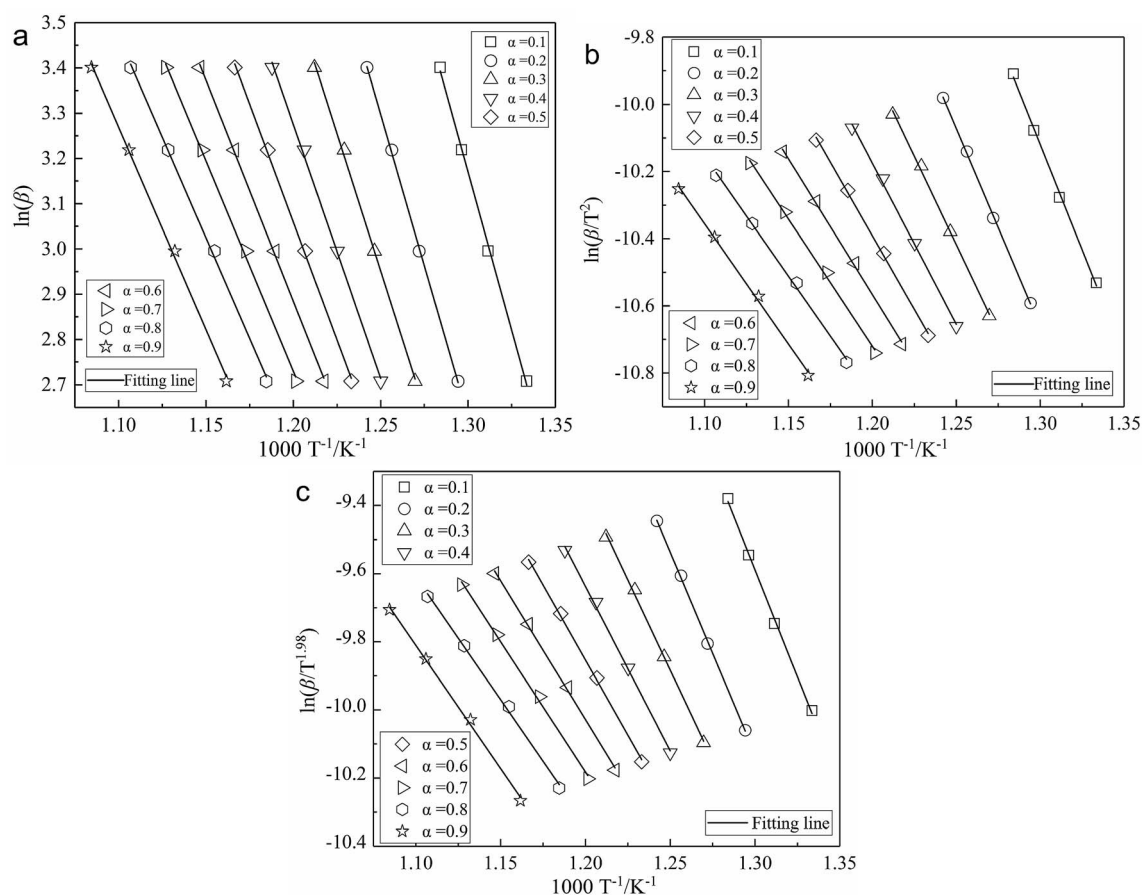 a
3.5
3.4
3.3
3.2
3.1
3.0
2.9
2.8
2.7
ln(β)
α =0.1
α =0.2
α =0.3
α =0.4
α =0.5
α =0.6
α =0.7
α =0.8
α =0.9
Fitting line
1.10 1.15 1.20 1.25 1.30 1.35
1000 T⁻¹/K⁻¹
b
-9.8
-10.0
-10.2
-10.4
-10.6
-10.8
ln(β/T²)
α =0.1
α =0.2
α =0.3
α =0.4
α =0.5
α =0.6
α =0.7
α =0.8
α =0.9
Fitting line
1.10 1.15 1.20 1.25 1.30 1.35
1000 T⁻¹/K⁻¹
c
-9.4
-9.6
-9.8
-10.0
-10.2
-10.4
ln(β/T¹·⁹⁸)
α =0.1
α =0.2
α =0.3
α =0.4
α =0.5
α =0.6
α =0.7
α =0.8
α =0.9
Fitting line
1.10 1.15 1.20 1.25 1.30 1.35
1000 T⁻¹/K⁻¹